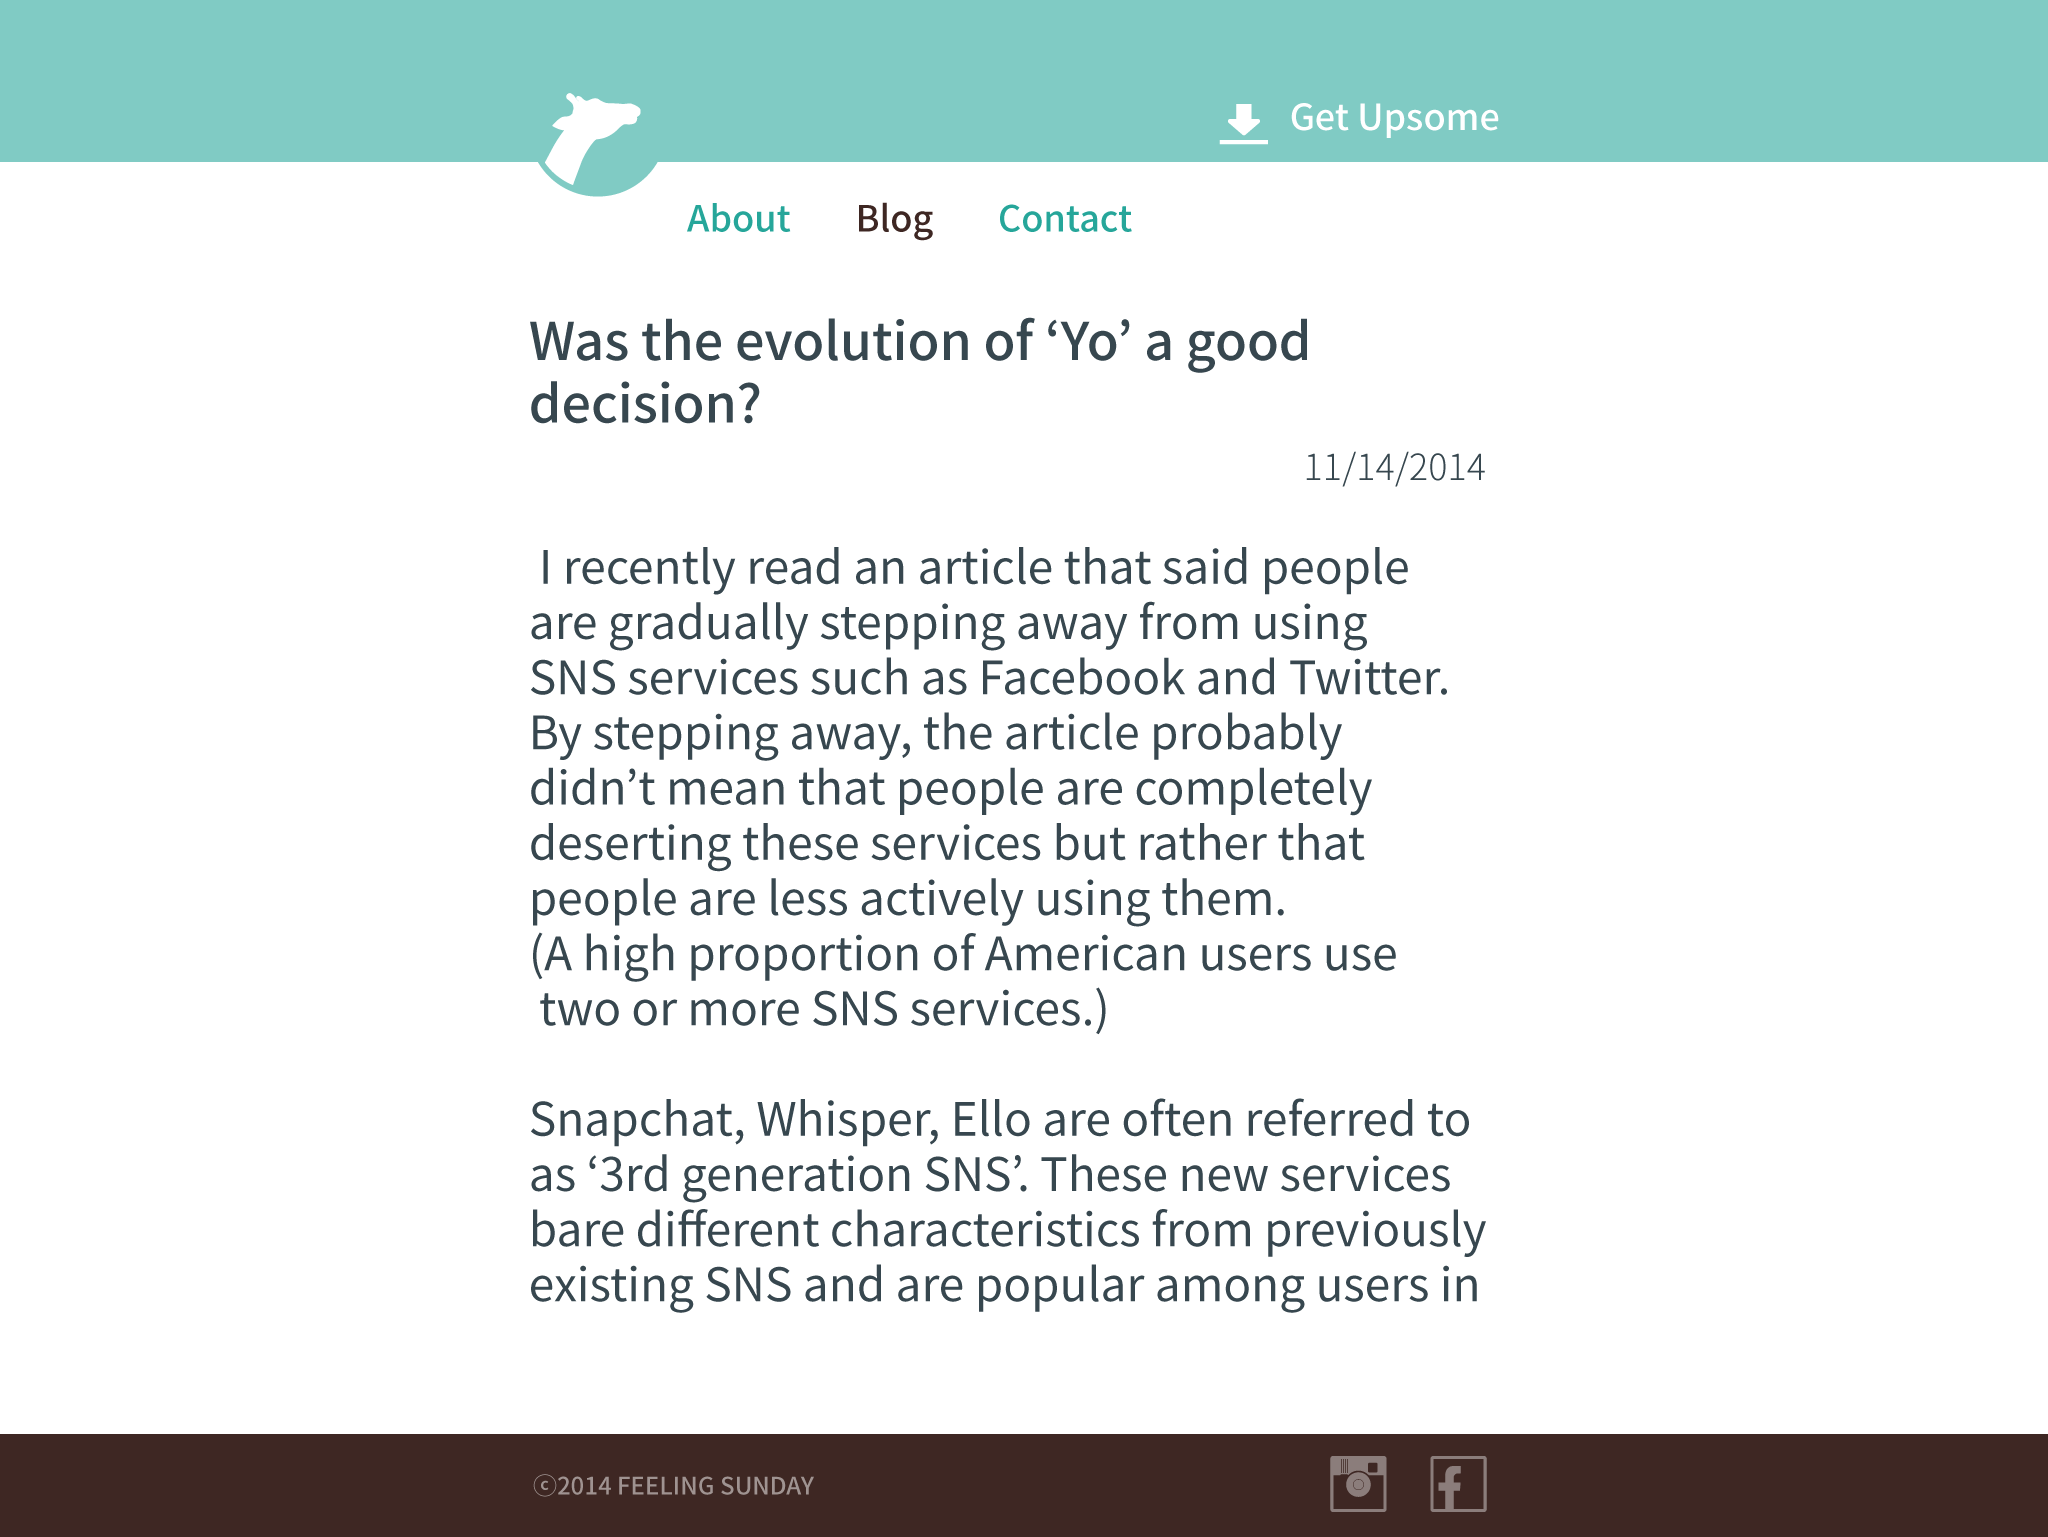 Get Upsome
About Blog Contact
Was the evolution of ‘Yo’ a good
decision?
11/14/2014
I recently read an article that said people
are gradually stepping away from using
SNS services such as Facebook and Twitter.
By stepping away, the article probably
didn’t mean that people are completely
deserting these services but rather that
people are less actively using them.
(A high proportion of American users use
two or more SNS services.)
Snapchat, Whisper, Ello are often referred to
as ‘3rd generation SNS’. These new services
bare different characteristics from previously
existing SNS and are popular among users in
ⓒ2014 FEELING SUNDAY